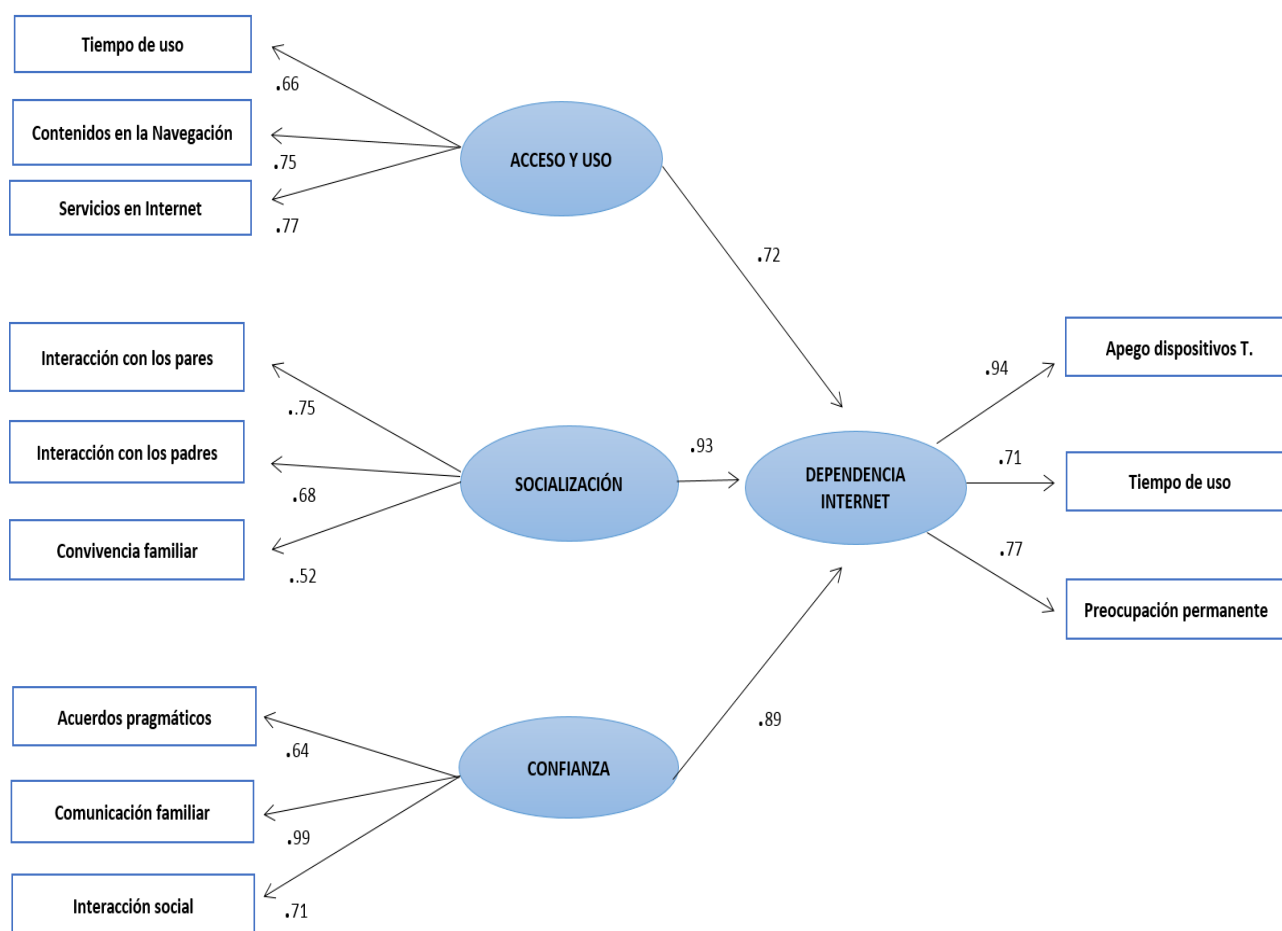 Tiempo de uso
.66
Contenidos en la Navegación
.75
Servicios en Internet
.77
ACCESO Y USO
.72
Interacción con los pares
..75
Interacción con los padres
.68
Convivencia familiar
..52
SOCIALIZACIÓN
.93
DEPENDENCIA
INTERNET
.94
Apego dispositivos T.
.71
Tiempo de uso
.77
Preocupación permanente
Acuerdos pragmáticos
.64
Comunicación familiar
.99
Interacción social
.71
CONFIANZA
.89